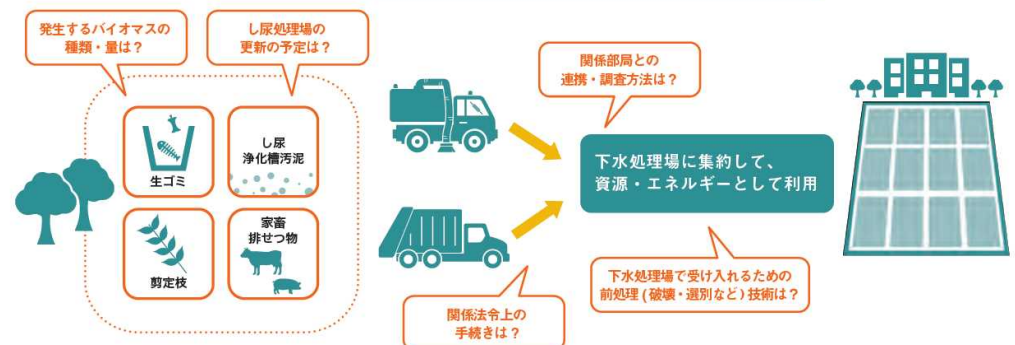 発生するバイオマスの
種類・量は？
し尿処理場の
更新の予定は？
生ゴミ
し尿
浄化槽汚泥
剪定枝
家畜
排せつ物
関係部局との
連携・調査方法は？
下水処理場に集約して、
資源・エネルギーとして利用
関係法令上の
手続きは？
下水処理場で受け入れるための
前処理(破壊・選別など)技術は？